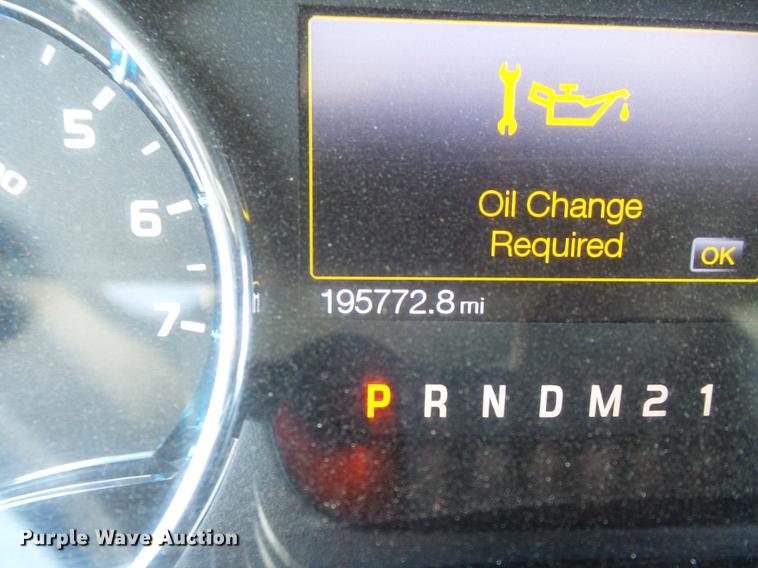 5
6
7
Oil Change
Required
OK
195772.8 mi
P R N D M 2 1
Purple Wave Auction